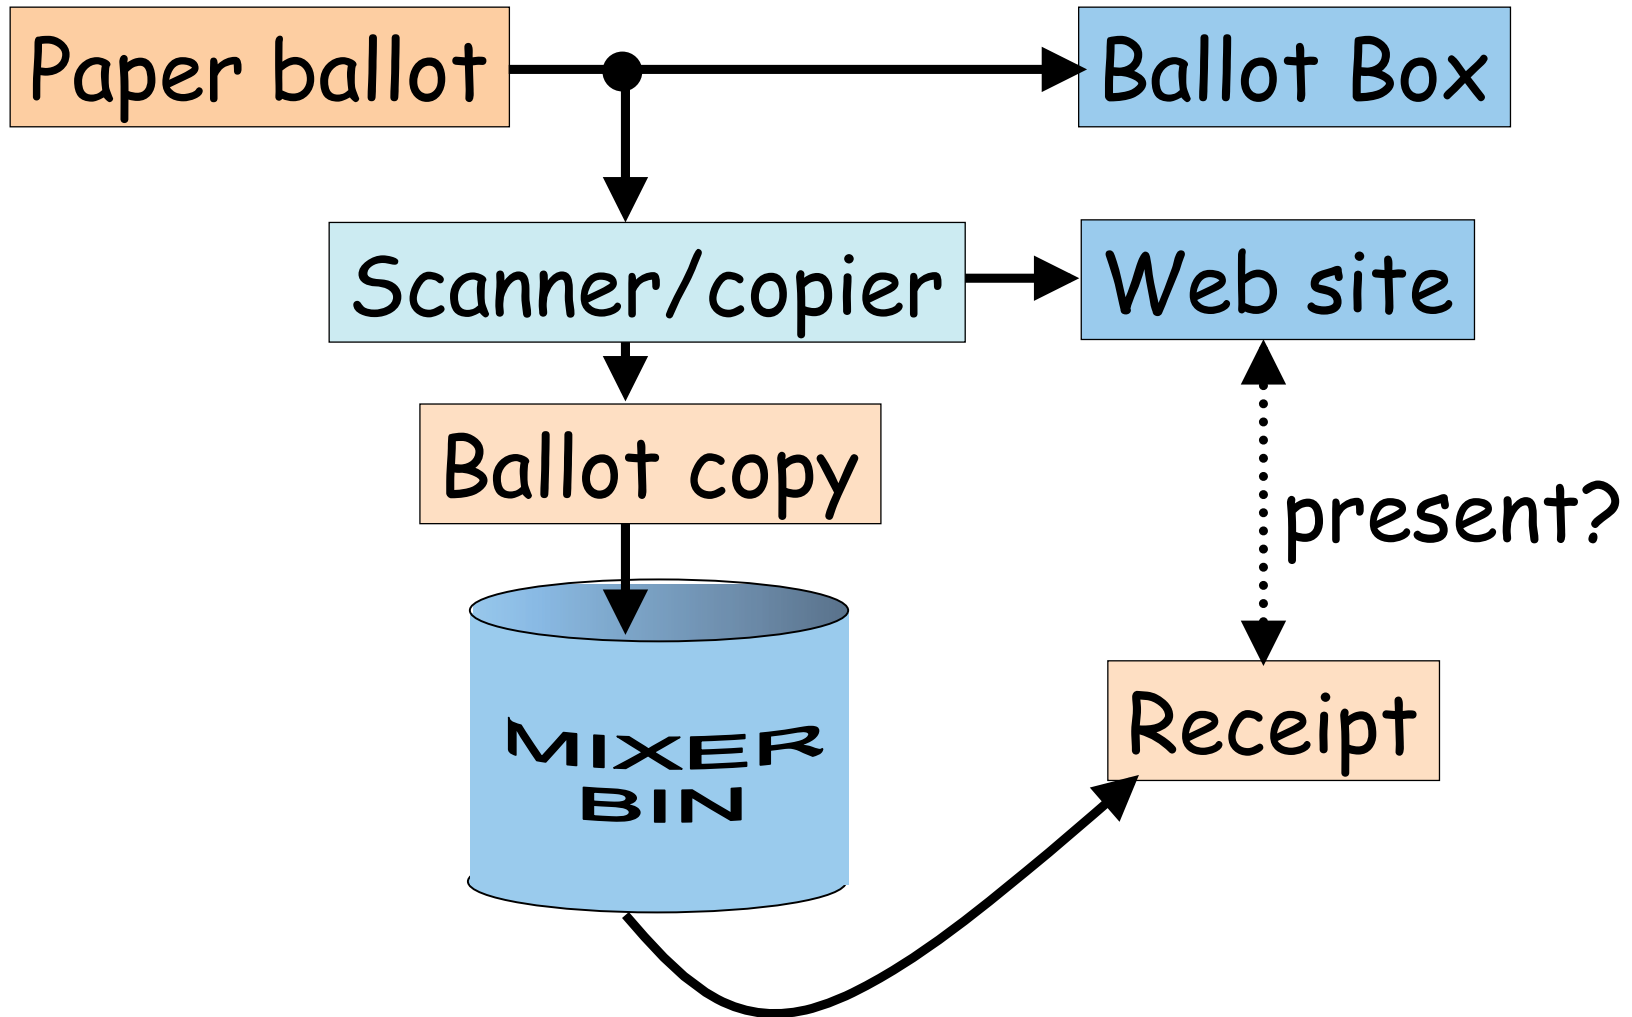 Paper ballot
Ballot Box
Scanner/copier
Web site
Ballot copy
present?
MIXER
BIN
Receipt